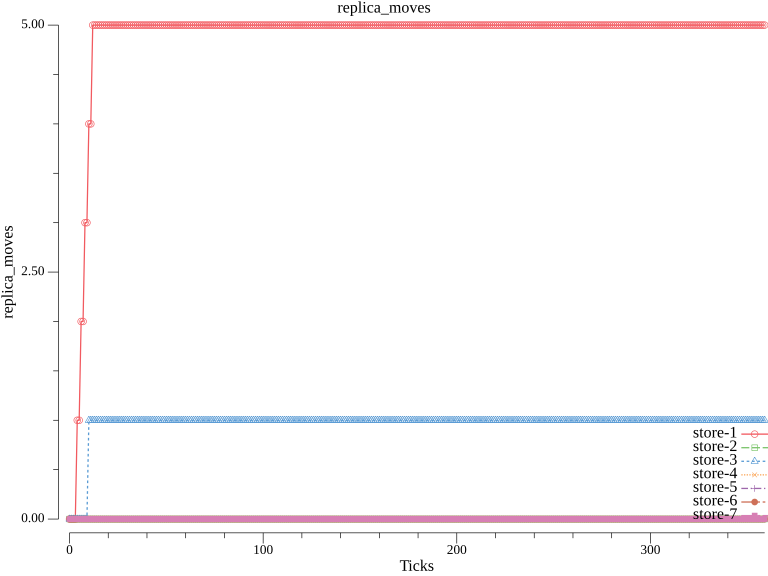 replica_moves
5.00
2.50
0.00
replica_moves
store-1
store-2
store-3
store-4
store-5
store-6
store-7
0 100 200 300
Ticks